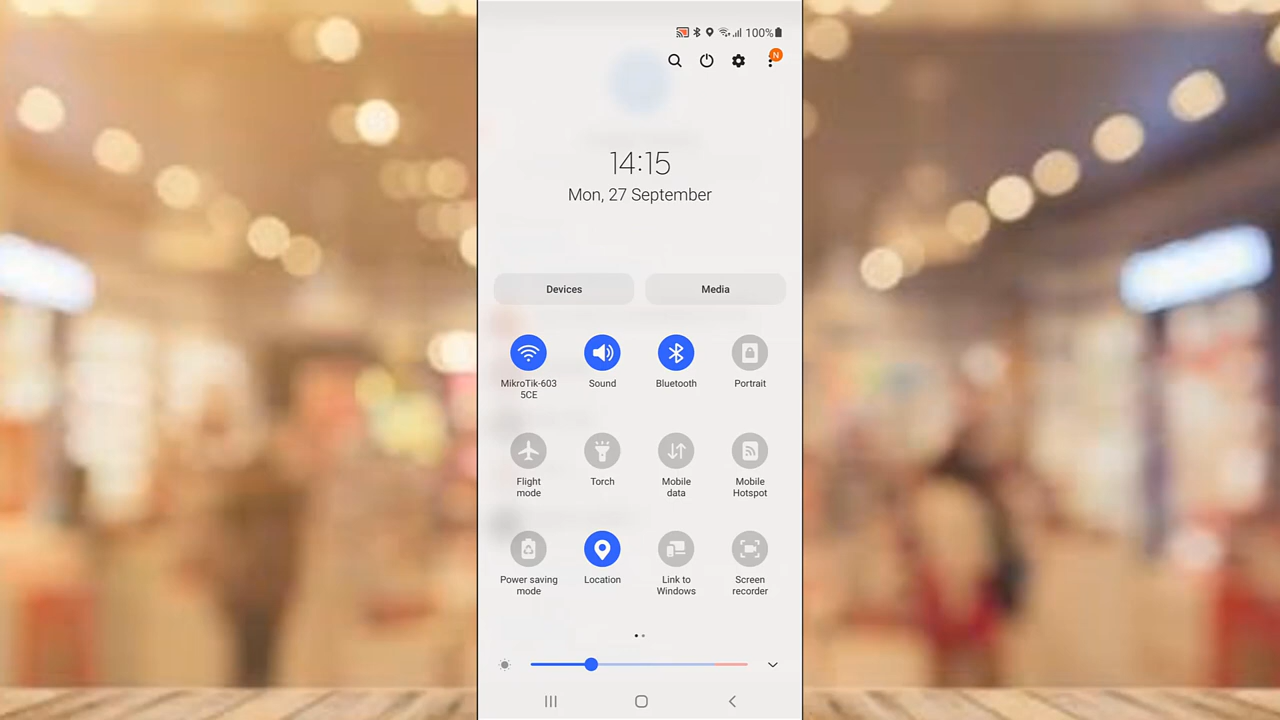 100%
N
14:15
Mon, 27 September
Devices
Media
MikroTik-603
5CE
Sound
Bluetooth
Portrait
Flight
mode
Torch
Mobile
data
Mobile
Hotspot
Power saving
mode
Location
Link to
Windows
Screen
recorder